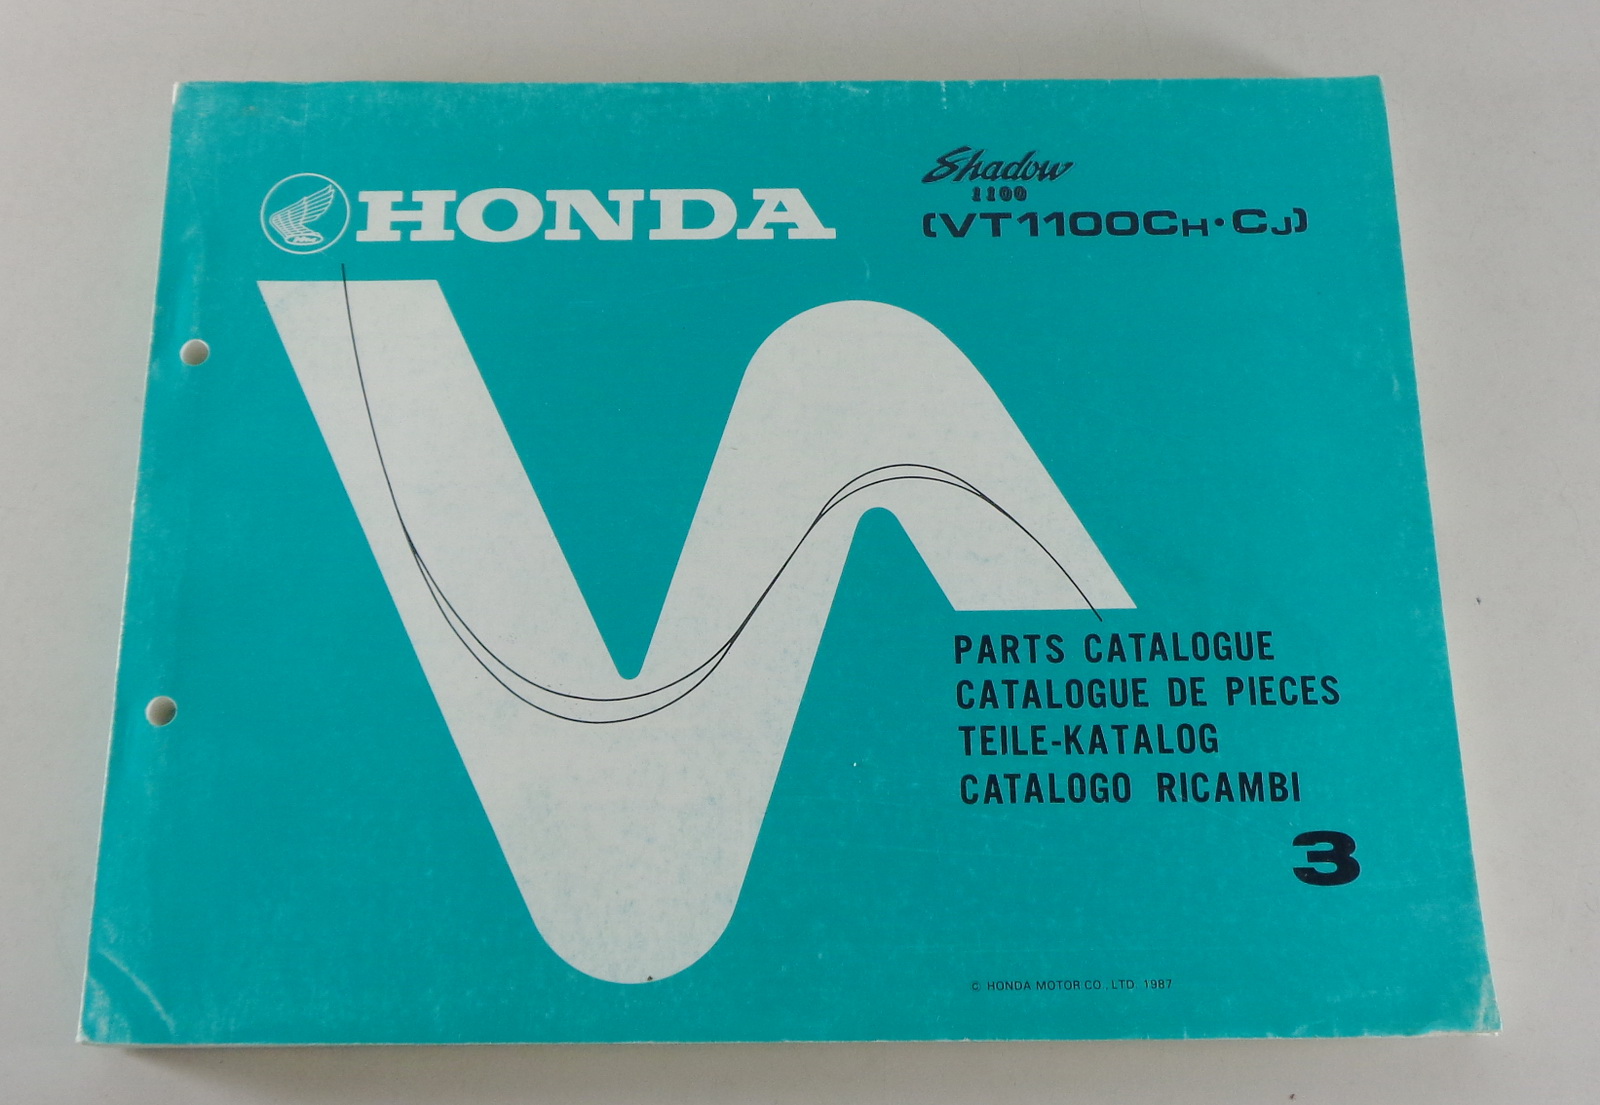 HONDA
Shadow
1100
(VT1100CH·CJ)
PARTS CATALOGUE
CATALOGUE DE PIECES
TEILE-KATALOG
CATALOGO RICAMBI
3
© HONDA MOTOR CO., LTD. 1987